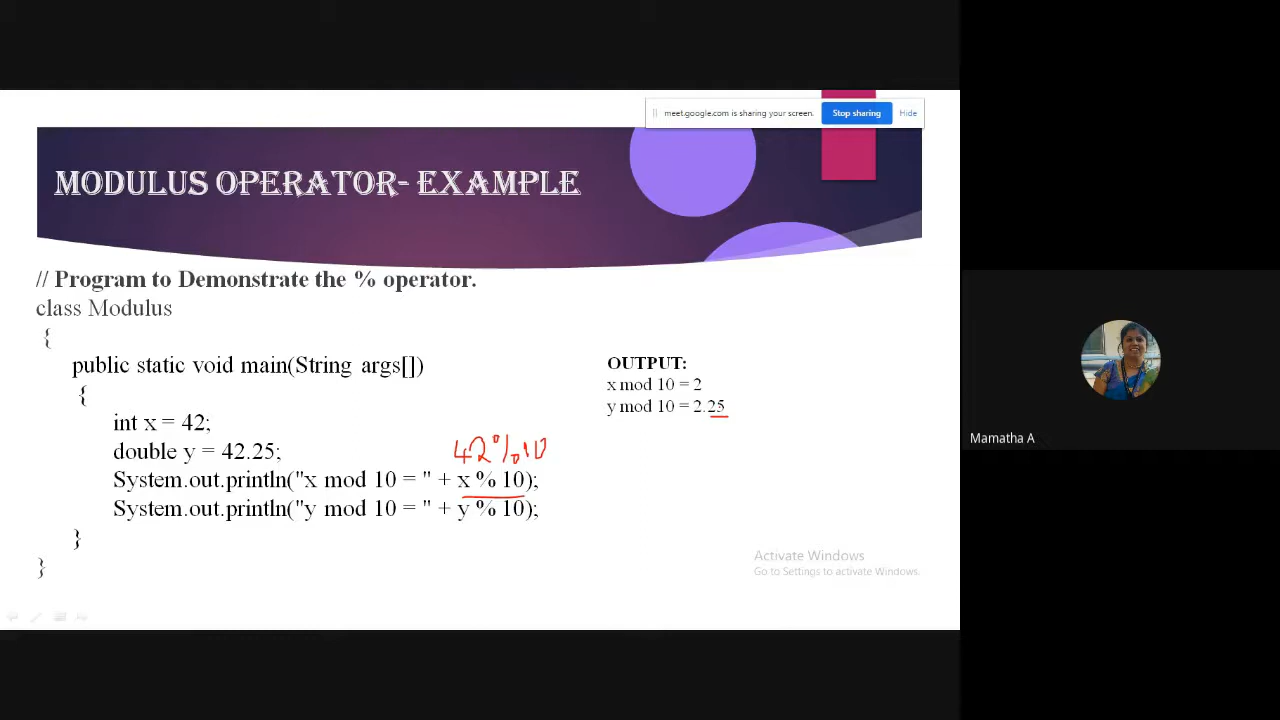 meet.google.com is sharing your screen.
Stop sharing
Hide
MODULUS OPERATOR- EXAMPLE
// Program to Demonstrate the % operator.
class Modulus
{
public static void main(String args[])
{
int x = 42;
double y = 42.25;
42%10
System.out.println("x mod 10 = " + x % 10);
System.out.println("y mod 10 = " + y % 10);
}
}
OUTPUT:
x mod 10 = 2
y mod 10 = 2.25
Activate Windows
Go to Settings to activate Windows.
Mamatha A